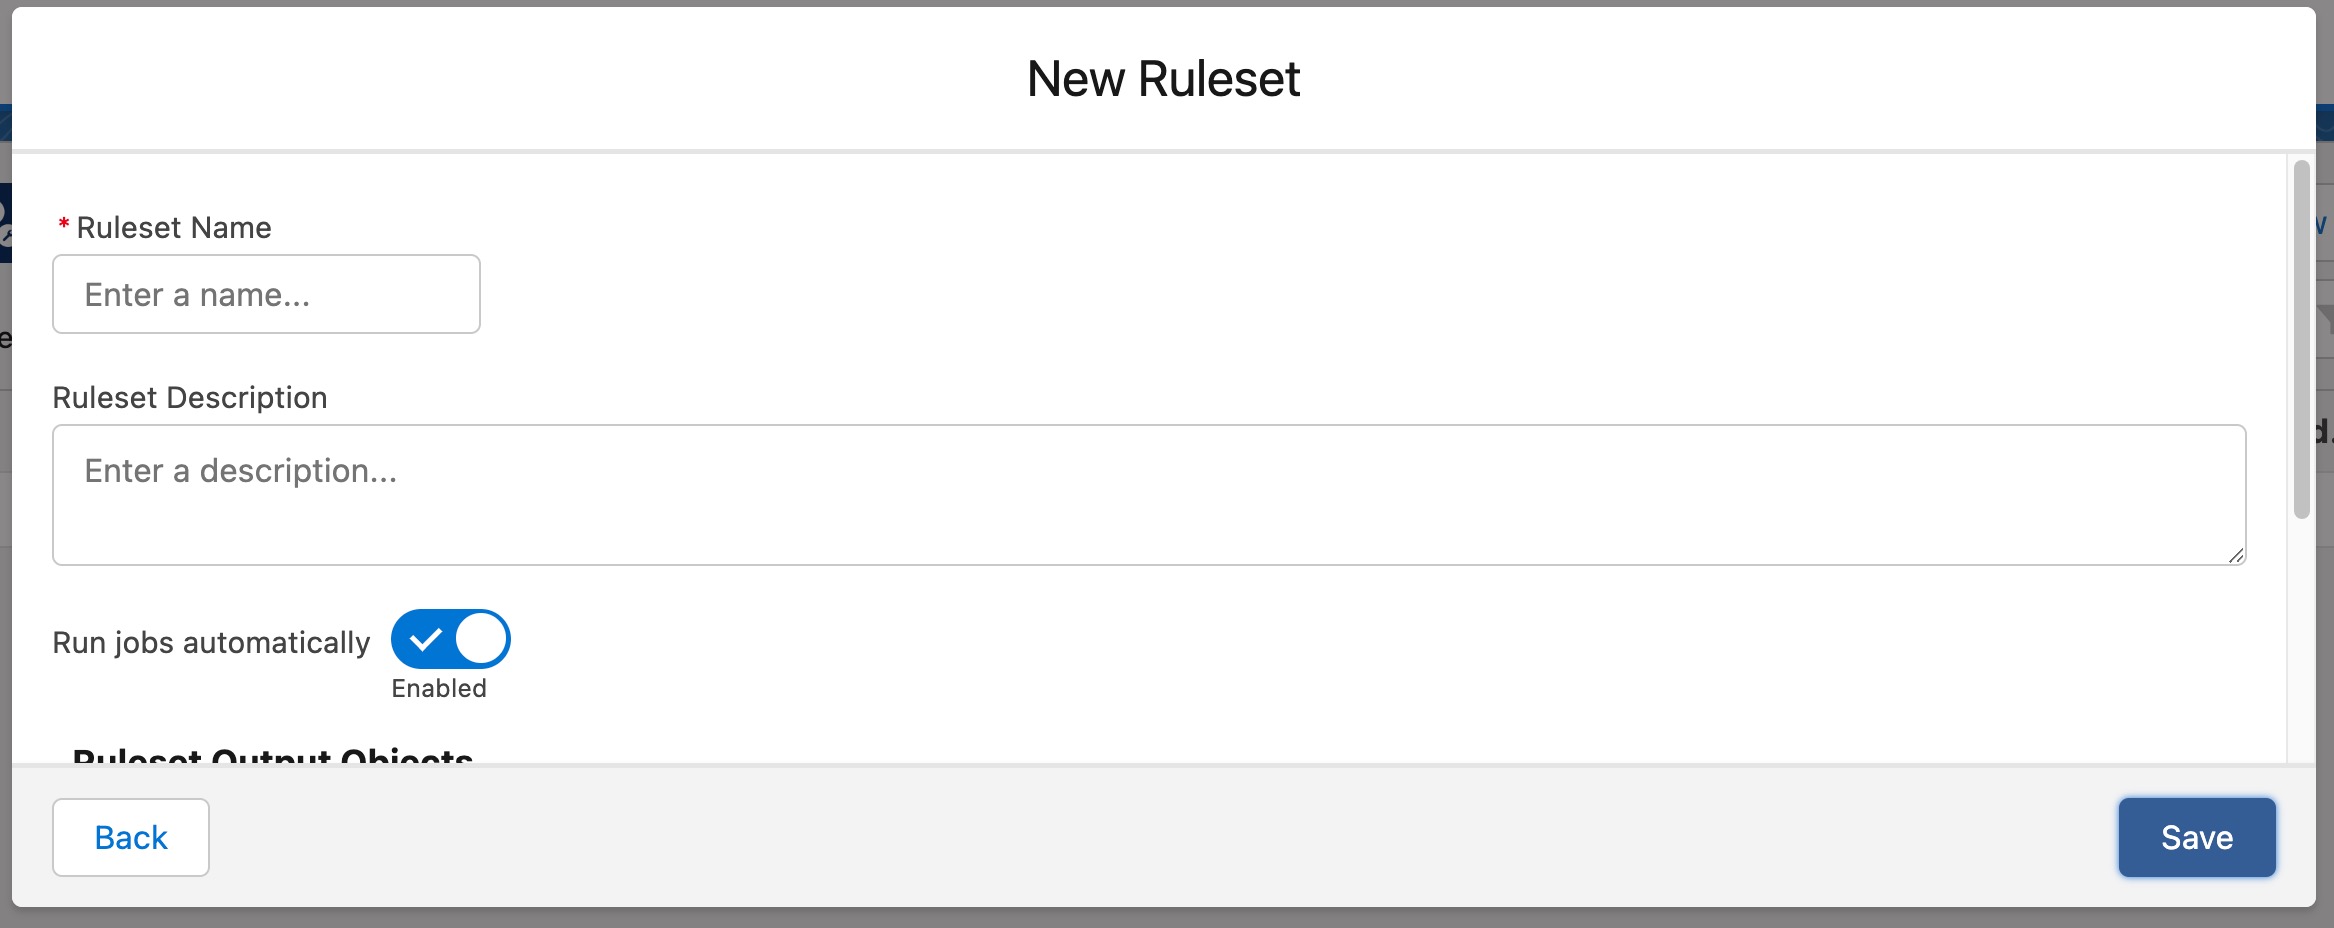 New Ruleset
* Ruleset Name
Enter a name...
Ruleset Description
Enter a description...
Run jobs automatically
Enabled
Ruleset Output Objects
Back
Save